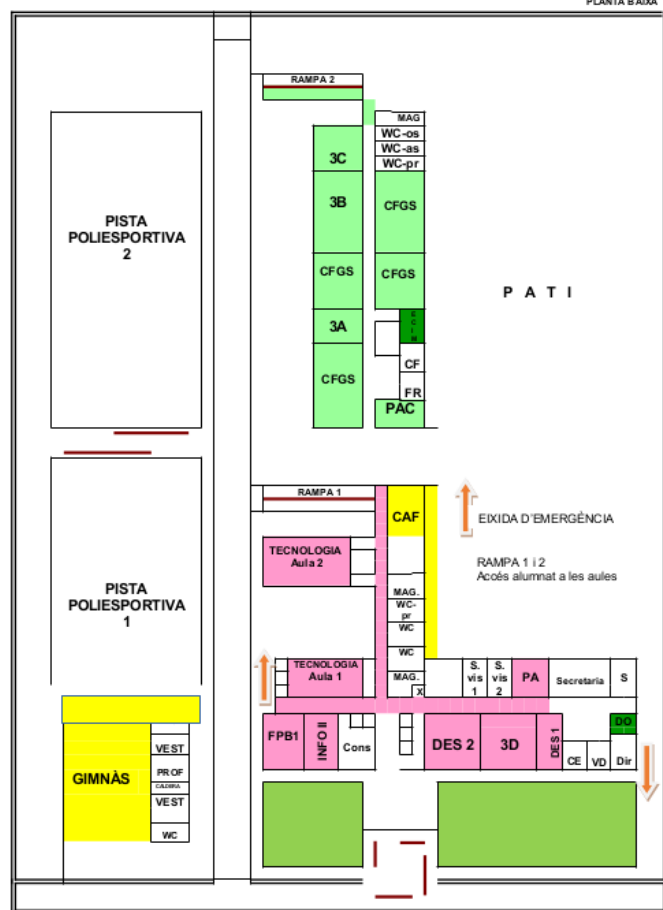 PLANTA BAIXA
RAMPA 2
MAG
WC-os
WC-as
WC-pr
3C
3B
CFGS
PISTA
POLIESPORTIVA
2
CFGS
CFGS
P A T I
3A
CF
CFGS
FR
PAC
RAMPA 1
CAF
EIXIDA D'EMERGÈNCIA
TECNOLOGIA
Aula 2
RAMPA 1 i 2
Accés alumnat a les aules
PISTA
POLIESPORTIVA
1
MAG.
WC-
pr
WC
WC
TECNOLOGIA
Aula 1
MAG.
X
S.
vis
1
S.
vis
2
PA
Secretaria
S
FPB1
INFO II
Cons
DES 2
3D
DES 1
DO
CE
VD
Dir
GIMNÀS
VEST
PROF
CALDERA
VEST
WC